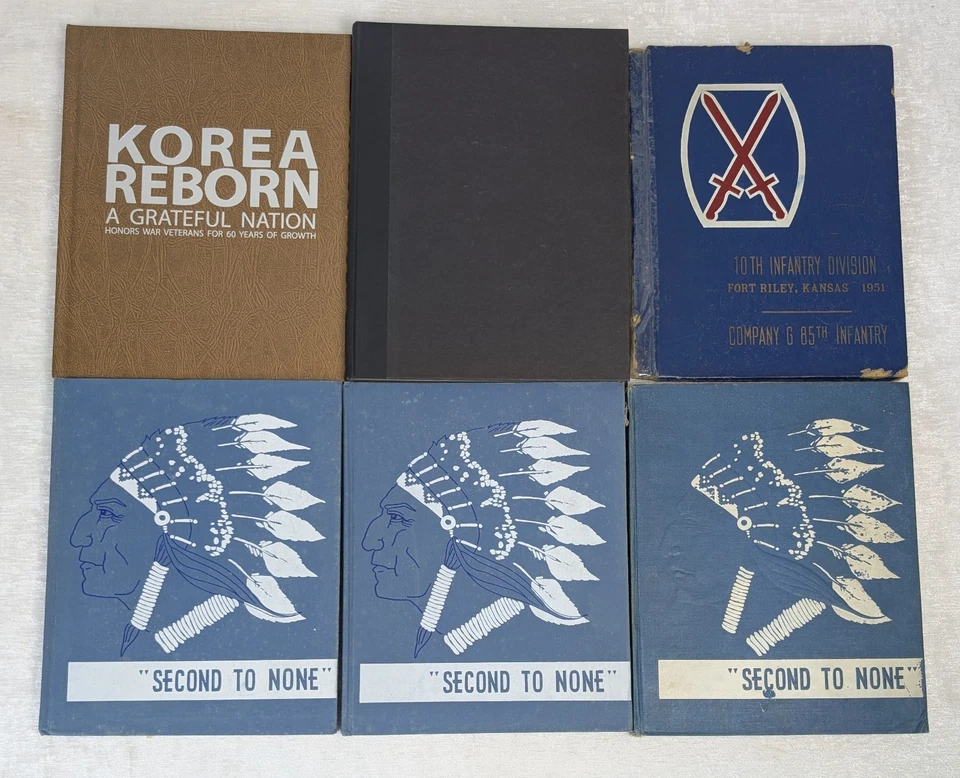 KOREA
REBORN
A GRATEFUL NATION
HONORS WAR VETERANS FOR 60 YEARS OF GROWTH
10TH INFANTRY DIVISION
FORT RILEY, KANSAS 1951
COMPANY G 85TH INFANTRY
"SECOND TO NONE"
"SECOND TO NONE"
"SECOND TO NONE"